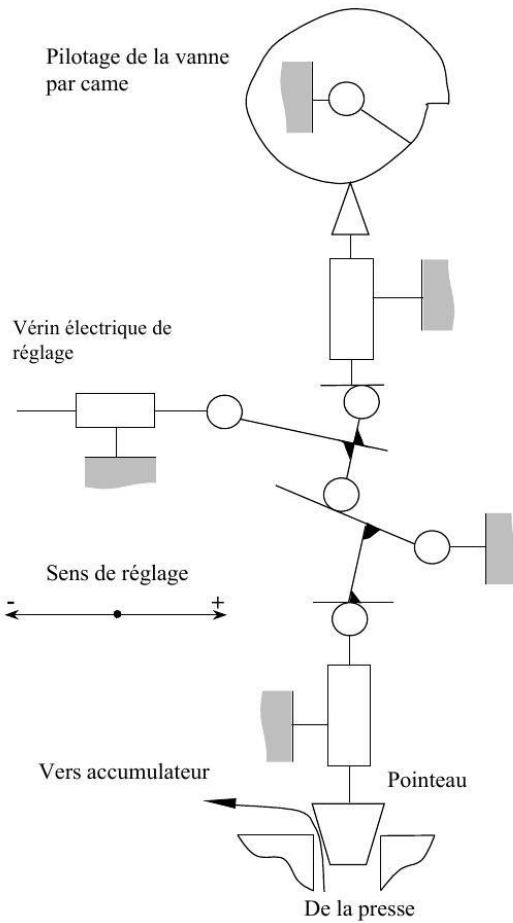 Pilotage de la vanne
par came
Vérin électrique de
réglage
Sens de réglage
- +
Vers accumulateur
Pointeau
De la presse